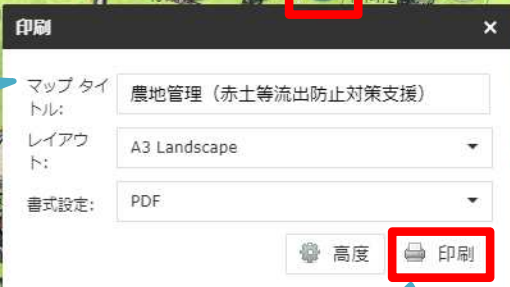 印刷 ×
マップ タイ
トル:
農地管理（赤土等流出防止対策支援）
レイアウ
ト:
A3 Landscape
書式設定:
PDF
高度
印刷